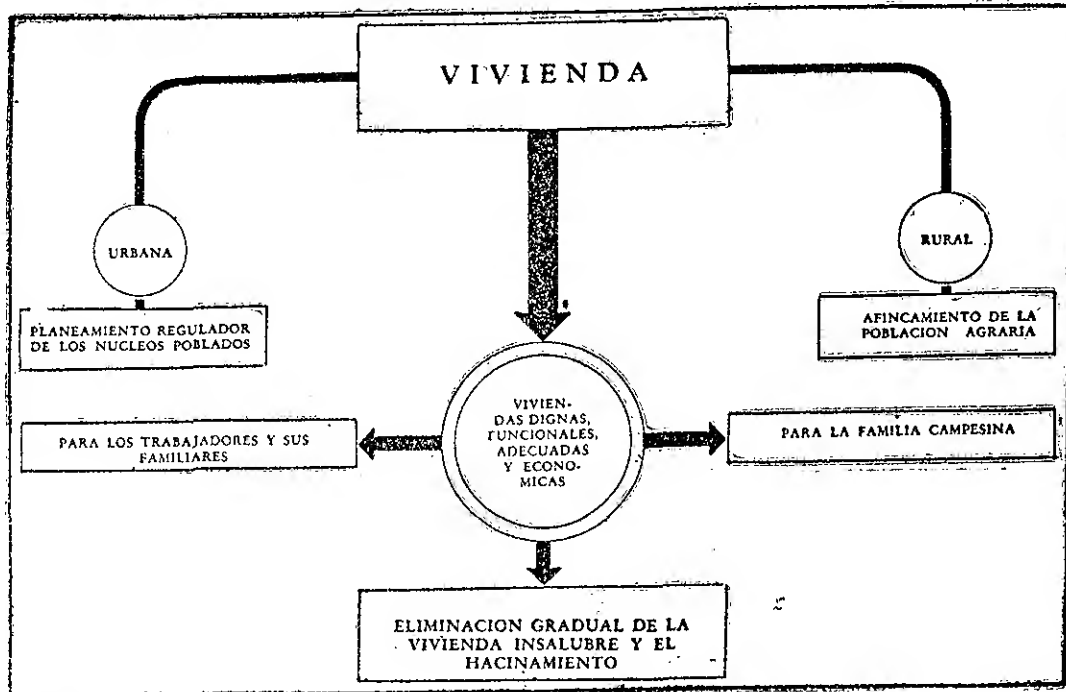 VIVIENDA
URBANA
RURAL
PLANEAMIENTO REGULADOR
DE LOS NUCLEOS POBLADOS
AFINCAMIENTO DE LA
POBLACION AGRARIA
VIVIEN-
DAS DIGNAS,
FUNCIONALES,
ADECUADAS
Y ECONO-
MICAS
PARA LOS TRABAJADORES Y SUS
FAMILIARES
PARA LA FAMILIA CAMPESINA
ELIMINACION GRADUAL DE LA
VIVIENDA INSALUBRE Y EL
HACINAMIENTO